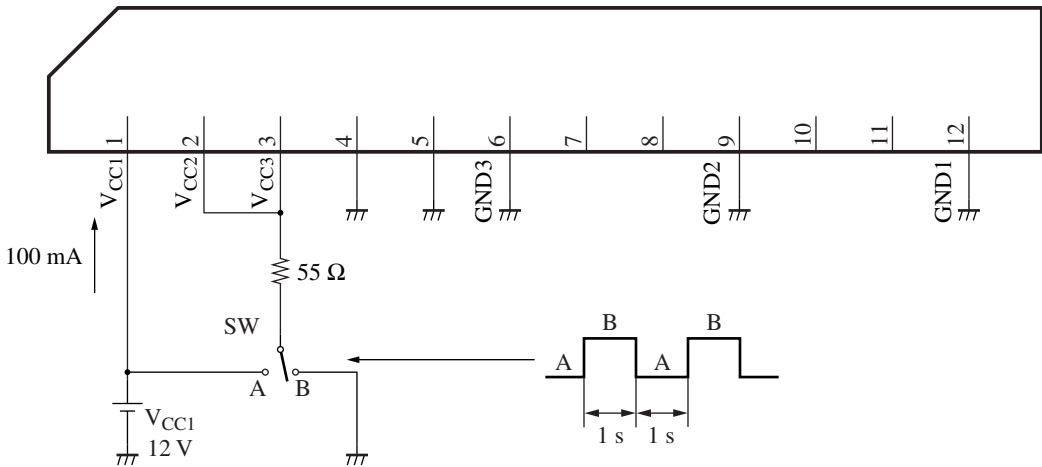 1 2 3 4 5 6 7 8 9 10 11 12
VCC1 VCC2 VCC3 GND3 GND2 GND1
100 mA
55 Ω
SW
A B
VCC1
12 V
B B
A A
1 s 1 s